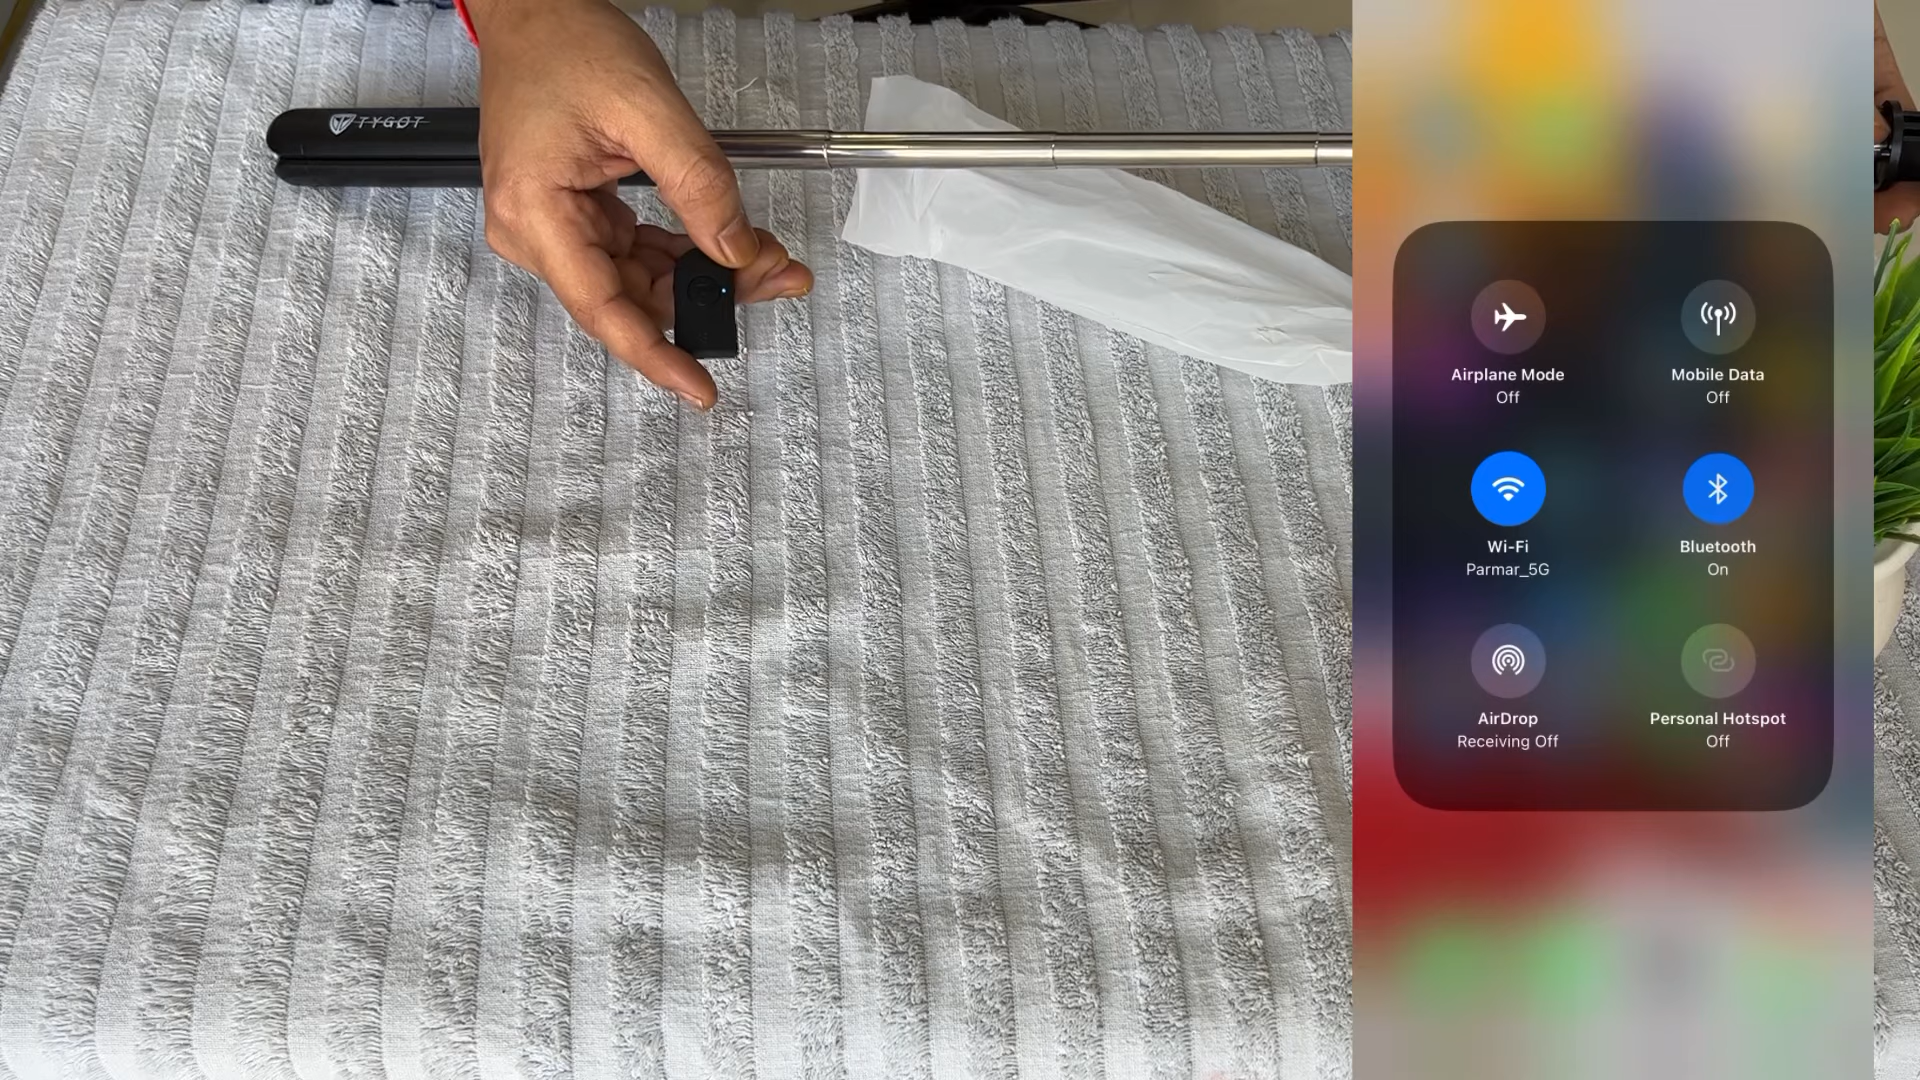 TYGOT
Airplane Mode
Off
Mobile Data
Off
Wi-Fi
Parmar_5G
Bluetooth
On
AirDrop
Receiving Off
Personal Hotspot
Off